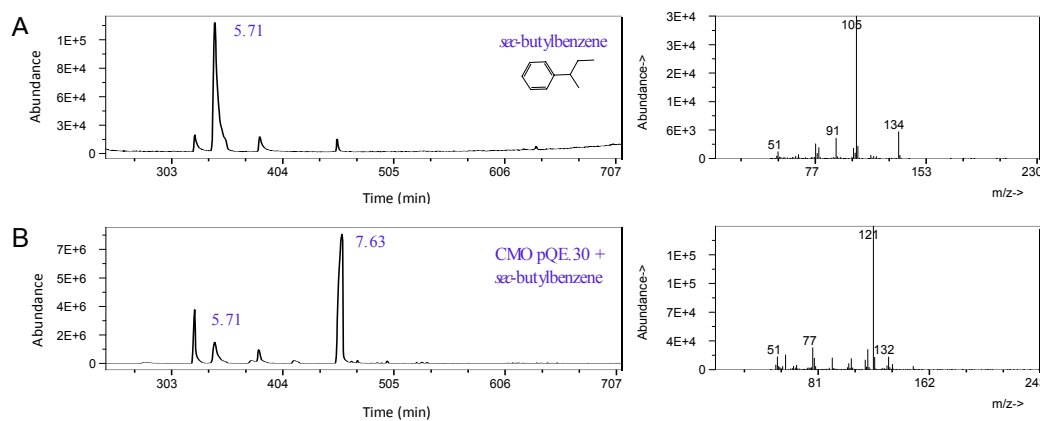 A
Abundance
1E+5
8E+4
6E+4
3E+4
0
5.71
sec-butylbenzene
303
404
505
606
707
Time (min)
Abundance->
3E+4
3E+4
2E+4
1E+4
6E+3
0
105
51
91
134
77
153
230
m/z->
B
Abundance
7E+6
6E+6
4E+6
3E+6
1E+6
0
5.71
7.63
CMO pQE.30 +
sec-butylbenzene
303
404
505
606
707
Time (min)
Abundance->
1E+5
1E+5
7E+4
4E+4
0
121
51
77
132
81
162
243
m/z->